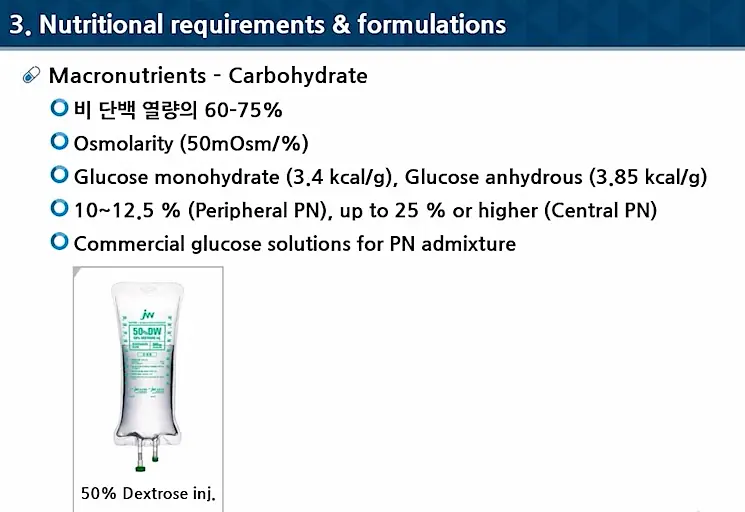 3. Nutritional requirements & formulations
Macronutrients - Carbohydrate
비 단백 열량의 60-75%
Osmolarity (50mOsm/%)
Glucose monohydrate (3.4 kcal/g), Glucose anhydrous (3.85 kcal/g)
10~12.5 % (Peripheral PN), up to 25 % or higher (Central PN)
Commercial glucose solutions for PN admixture
jw
50%DW
50% Dextrose inj.